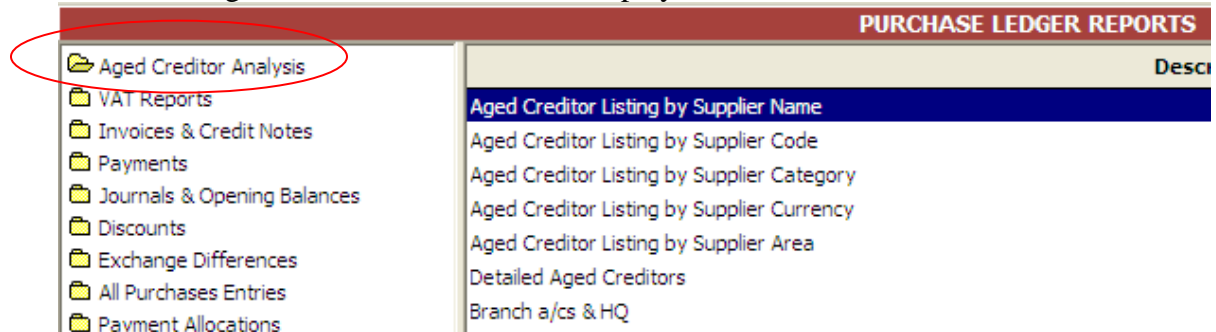 PURCHASE LEDGER REPORTS
Aged Creditor Analysis
VAT Reports
Invoices & Credit Notes
Payments
Journals & Opening Balances
Discounts
Exchange Differences
All Purchases Entries
Payment Allocations
Descr
Aged Creditor Listing by Supplier Name
Aged Creditor Listing by Supplier Code
Aged Creditor Listing by Supplier Category
Aged Creditor Listing by Supplier Currency
Aged Creditor Listing by Supplier Area
Detailed Aged Creditors
Branch a/cs & HQ